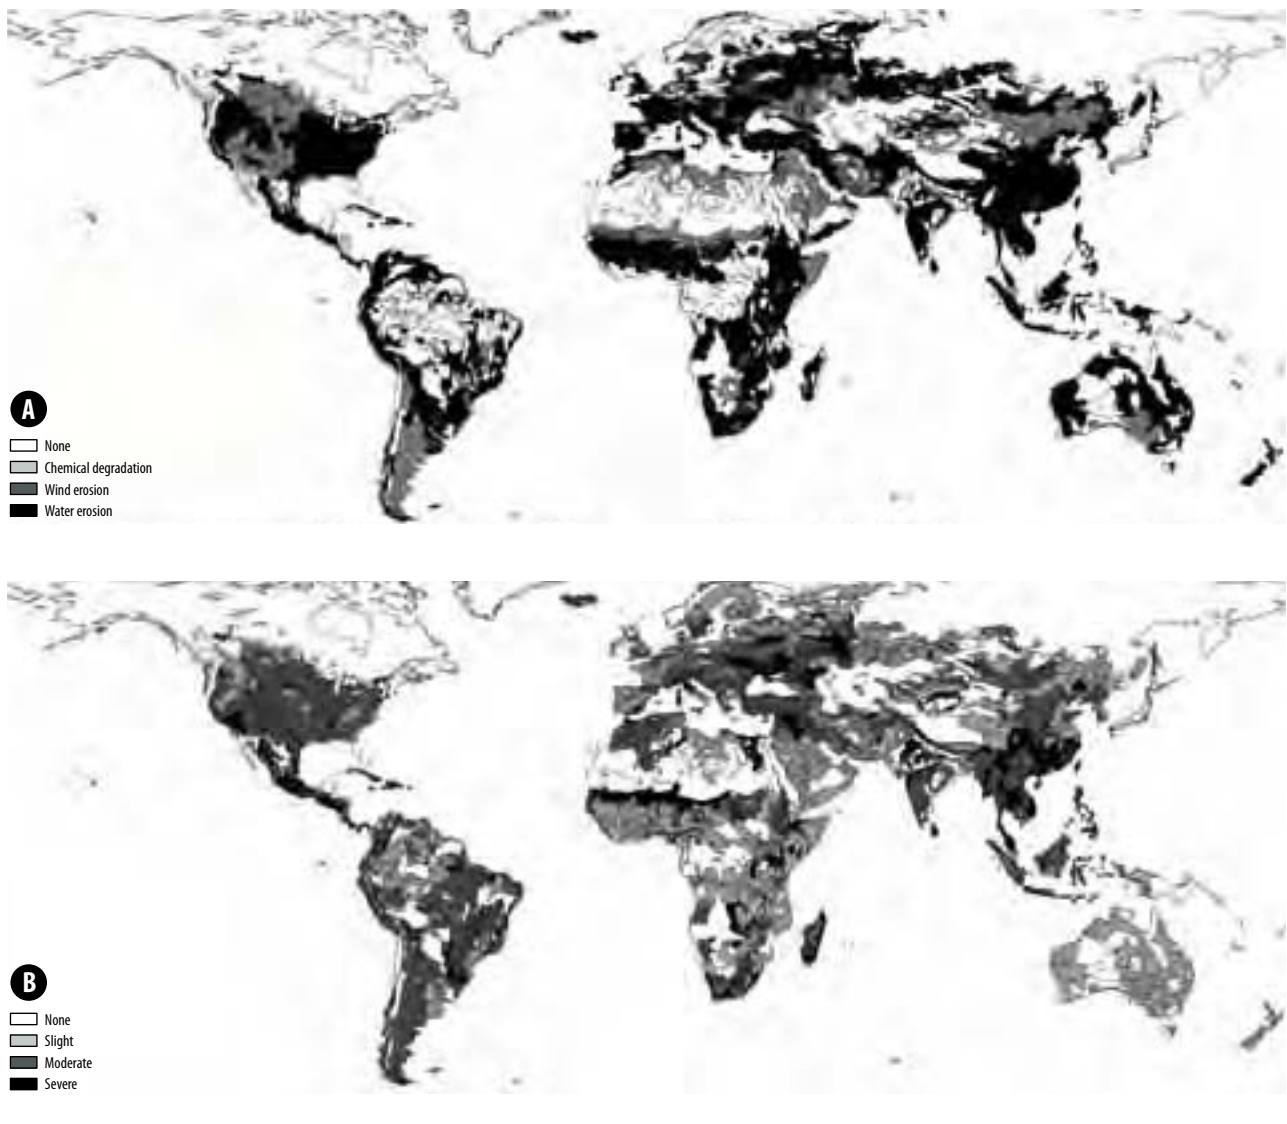 A
None
Chemical degradation
Wind erosion
Water erosion
B
None
Slight
Moderate
Severe